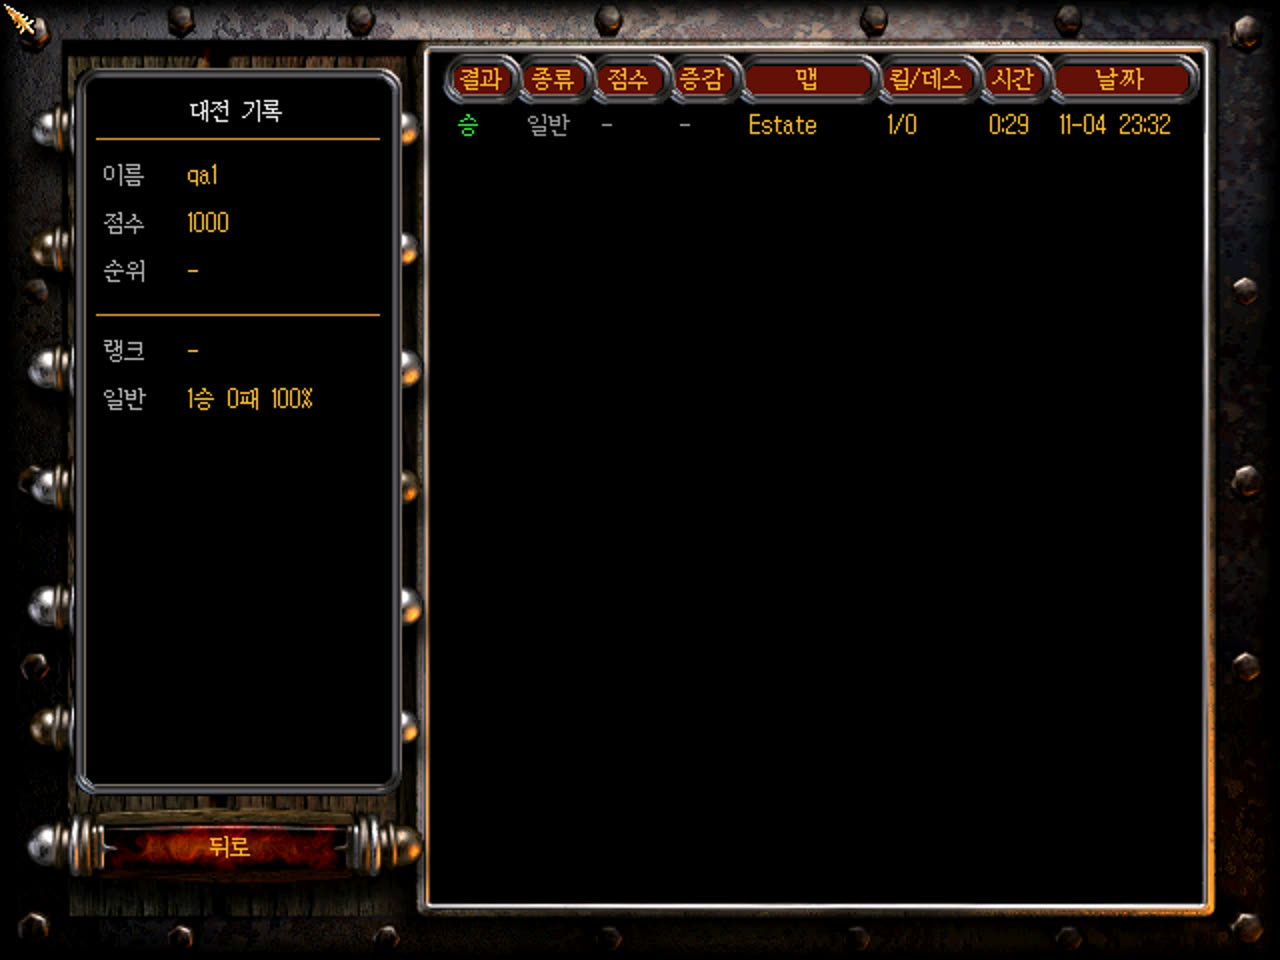 대전 기록
이름 qa1
점수 1000
순위 -
랭크 -
일반 1승 0패 100%
뒤로
결과 종류 점수 증감 맵 킬/데스 시간 날짜
승 일반 - - Estate 1/0 0:29 11-04 23:32